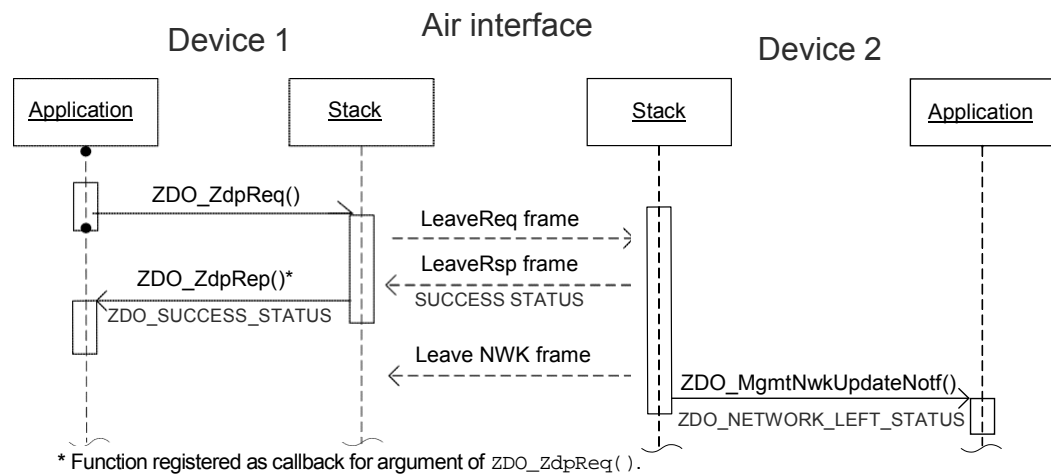 Device 1
Air interface
Device 2
Application
Stack
Stack
Application
ZDO_ZdpReq()
LeaveReq frame
LeaveRsp frame
SUCCESS STATUS
ZDO_ZdpRep()*
ZDO_SUCCESS_STATUS
Leave NWK frame
ZDO_MgmtNwkUpdateNotf()
ZDO_NETWORK_LEFT_STATUS
* Function registered as callback for argument of ZDO_ZdpReq().